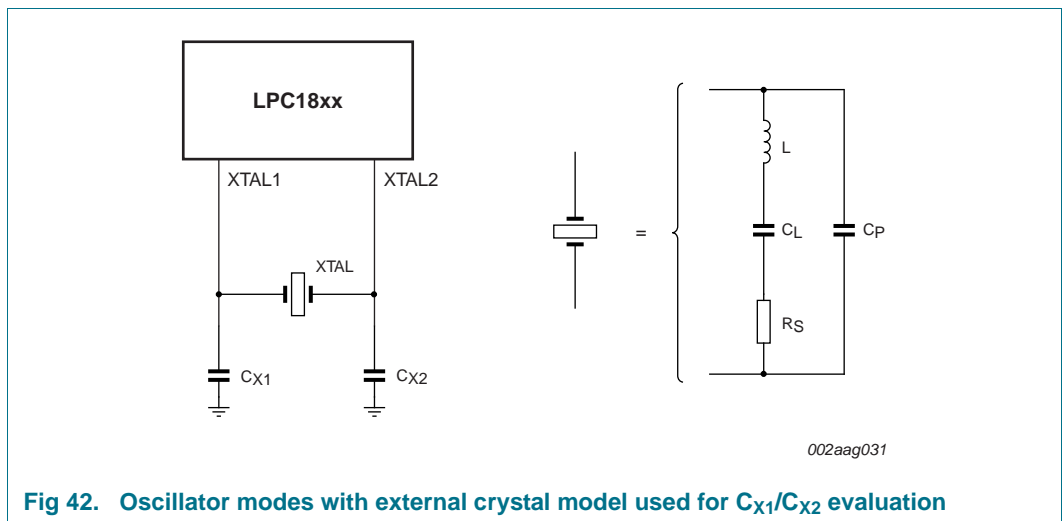 LPC18xx
XTAL1
XTAL2
XTAL
CX1
CX2
=
L
CL
CP
RS
002aag031
Fig 42. Oscillator modes with external crystal model used for CX1/CX2 evaluation